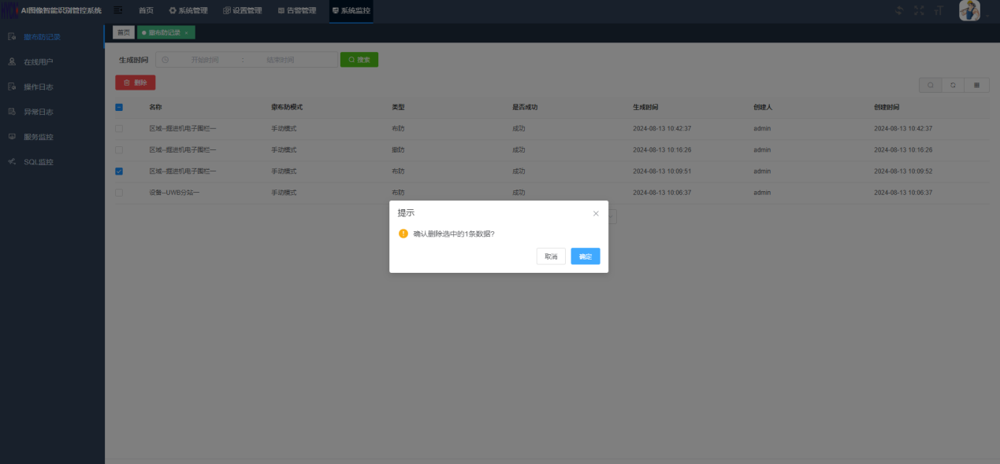 AI图像智能识别管控系统 首页 系统管理 设置管理 告警管理 系统监控
撤布防记录
在线用户
操作日志
异常日志
服务监控
SQL监控
首页 撤布防记录 ×
生成时间 开始时间 : 结束时间 搜索
删除
名称 撤布防模式 类型 是否成功 生成时间 创建人 创建时间
区域--掘进机电子围栏一 手动模式 布防 成功 2024-08-13 10:42:37 admin 2024-08-13 10:42:37
区域--掘进机电子围栏一 手动模式 撤防 成功 2024-08-13 10:16:26 admin 2024-08-13 10:16:26
区域--掘进机电子围栏一 手动模式 布防 成功 2024-08-13 10:09:51 admin 2024-08-13 10:09:52
设备--UWB分站一 手动模式 布防 成功 2024-08-13 10:06:37 admin 2024-08-13 10:06:37
提示
确认删除选中的1条数据?
取消 确定